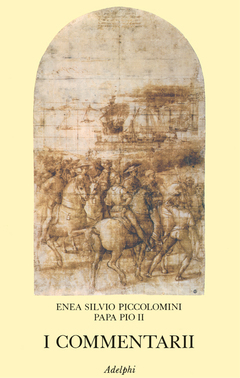 ENEA SILVIO PICCOLOMINI
PAPA PIO II
I COMMENTARII
Adelphi